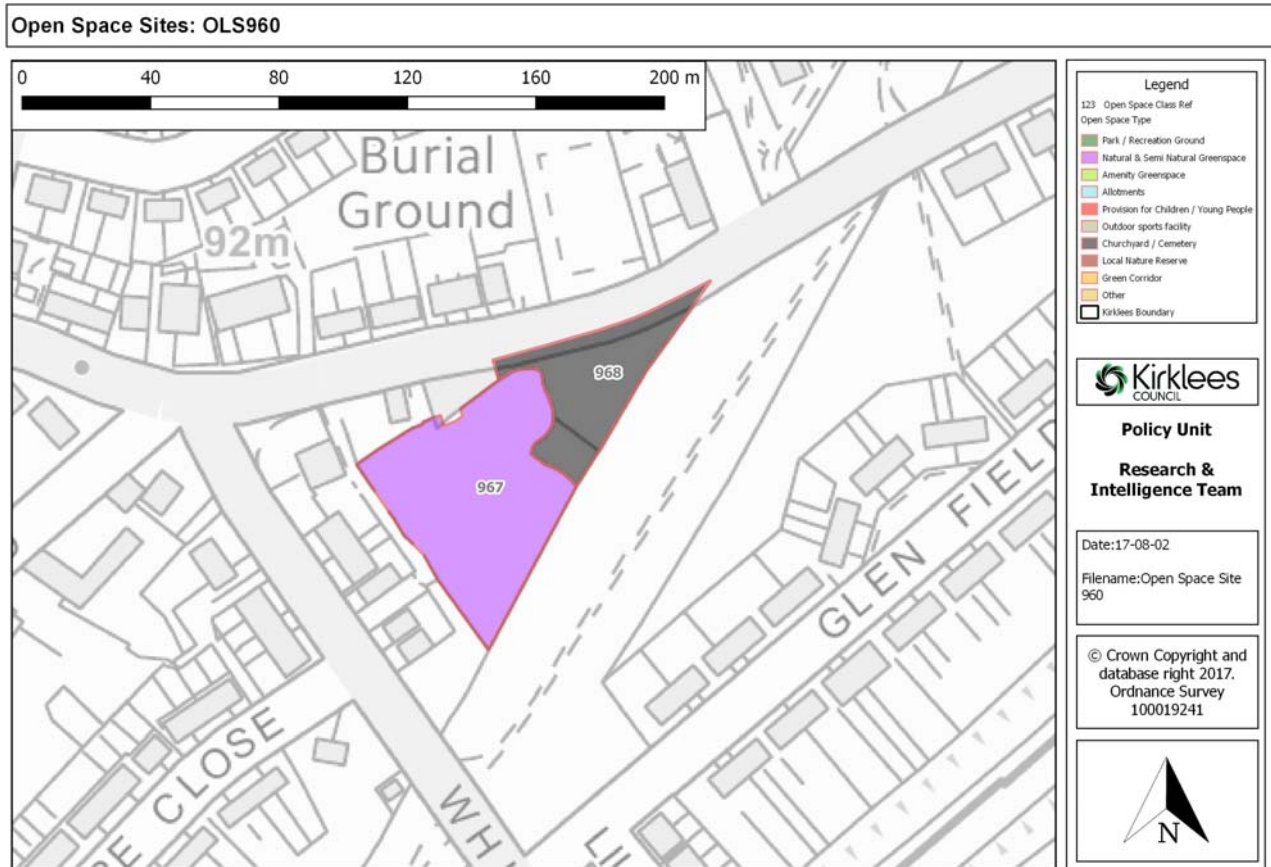 Open Space Sites: OLS960
0 40 80 120 160 200 m
Burial
Ground
92m
968
967
GLEN FIELD
CLOSE
WH
Legend
123 Open Space Class Ref
Open Space Type
Park / Recreation Ground
Natural & Semi Natural Greenspace
Amenity Greenspace
Allotments
Provision for Children / Young People
Outdoor sports facility
Churchyard / Cemetery
Local Nature Reserve
Green Corridor
Other
Kirklees Boundary
Kirklees
COUNCIL
Policy Unit
Research &
Intelligence Team
Date:17-08-02
Filename:Open Space Site
960
© Crown Copyright and
database right 2017.
Ordnance Survey
100019241
N